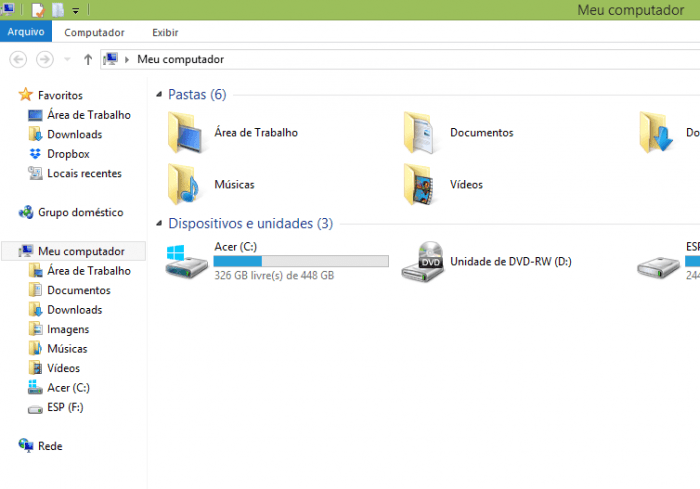 Meu computador
Arquivo Computador Exibir
Meu computador
Favoritos
Área de Trabalho
Downloads
Dropbox
Locais recentes
Grupo doméstico
Meu computador
Área de Trabalho
Documentos
Downloads
Imagens
Músicas
Vídeos
Acer (C:)
ESP (F:)
Rede
Pastas (6)
Área de Trabalho
Documentos
Do
Músicas
Vídeos
Dispositivos e unidades (3)
Acer (C:)
326 GB livre(s) de 448 GB
DVD
Unidade de DVD-RW (D:)
ESP
244